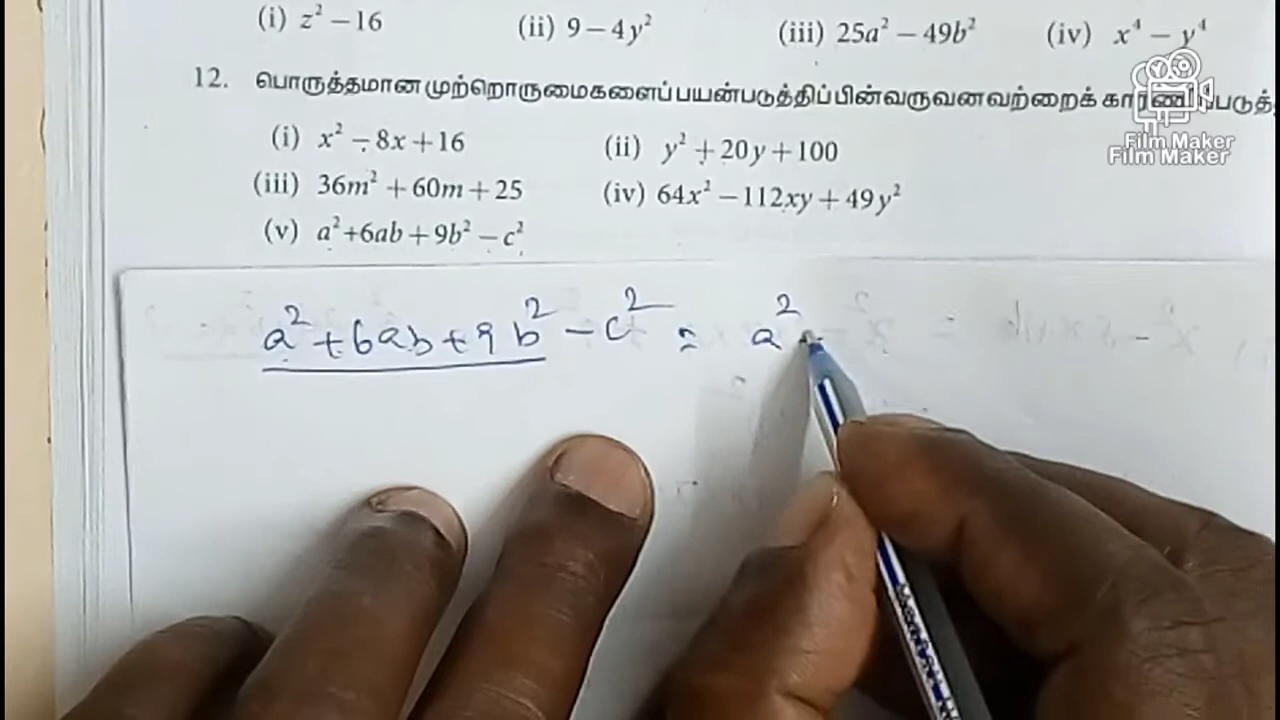 (i) z² − 16 (ii) 9 − 4y² (iii) 25a² − 49b² (iv) x⁴ − y⁴
12. பொருத்தமான முற்றொருமைகளைப் பயன்படுத்திப் பின்வருவனவற்றைக்
(i) x² − 8x + 16 (ii) y² + 20y + 100
Film Maker
Film Maker
(iii) 36m² + 60m + 25 (iv) 64x² − 112xy + 49y²
(v) a² +6ab + 9b² − c²
a² + 6ab + 9b² − c² = a²